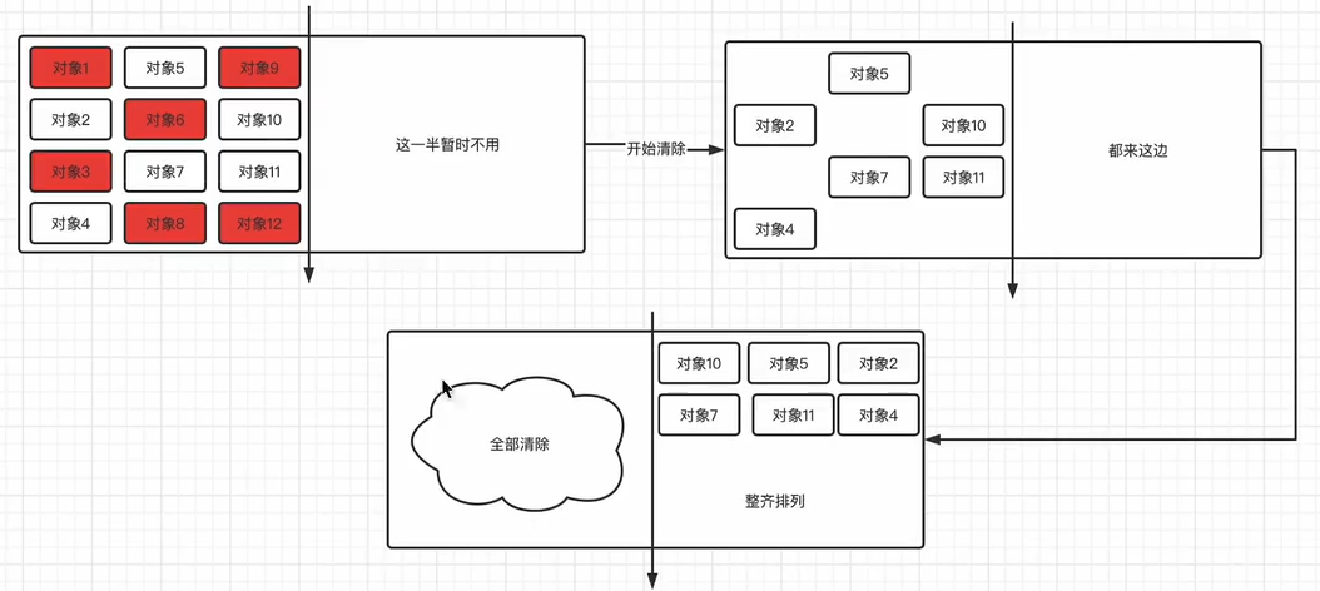 对象1
对象5
对象9
对象2
对象6
对象10
对象3
对象7
对象11
对象4
对象8
对象12
这一半暂时不用
开始清除
对象5
对象2
对象10
对象7
对象11
对象4
都来这边
全部清除
对象10
对象5
对象2
对象7
对象11
对象4
整齐排列